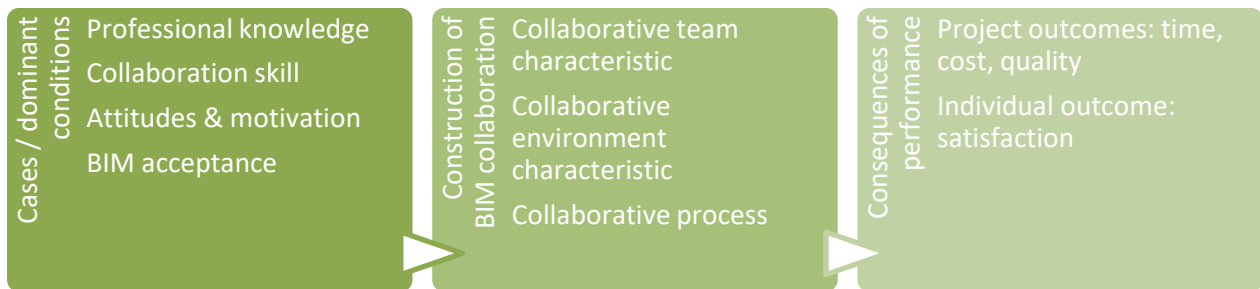 Cases / dominant
conditions
Professional knowledge
Collaboration skill
Attitudes & motivation
BIM acceptance
Construction of
BIM collaboration
Collaborative team
characteristic
Collaborative
environment
characteristic
Collaborative process
Consequences of
performance
Project outcomes: time,
cost, quality
Individual outcome:
satisfaction